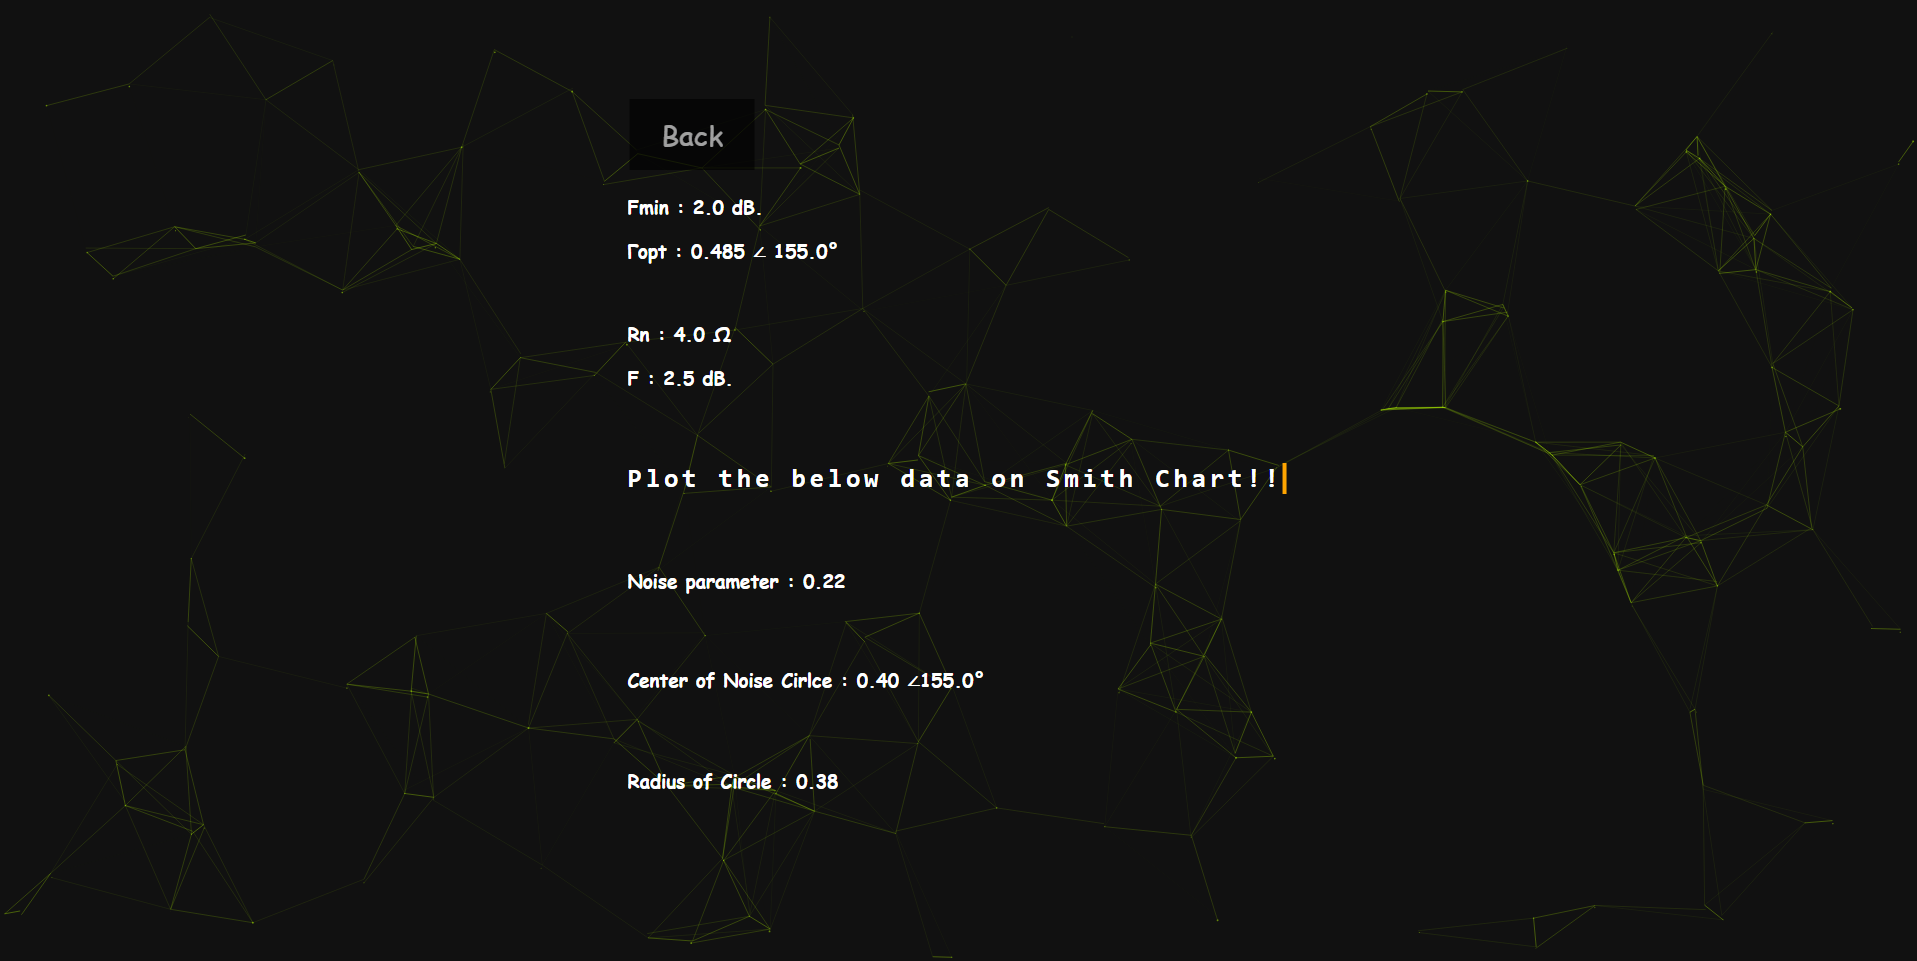 Back
Fmin : 2.0 dB.
Γopt : 0.485 ∠ 155.0°
Rn : 4.0 Ω
F : 2.5 dB.
Plot the below data on Smith Chart!!
Noise parameter : 0.22
Center of Noise Cirlce : 0.40 ∠155.0°
Radius of Circle : 0.38